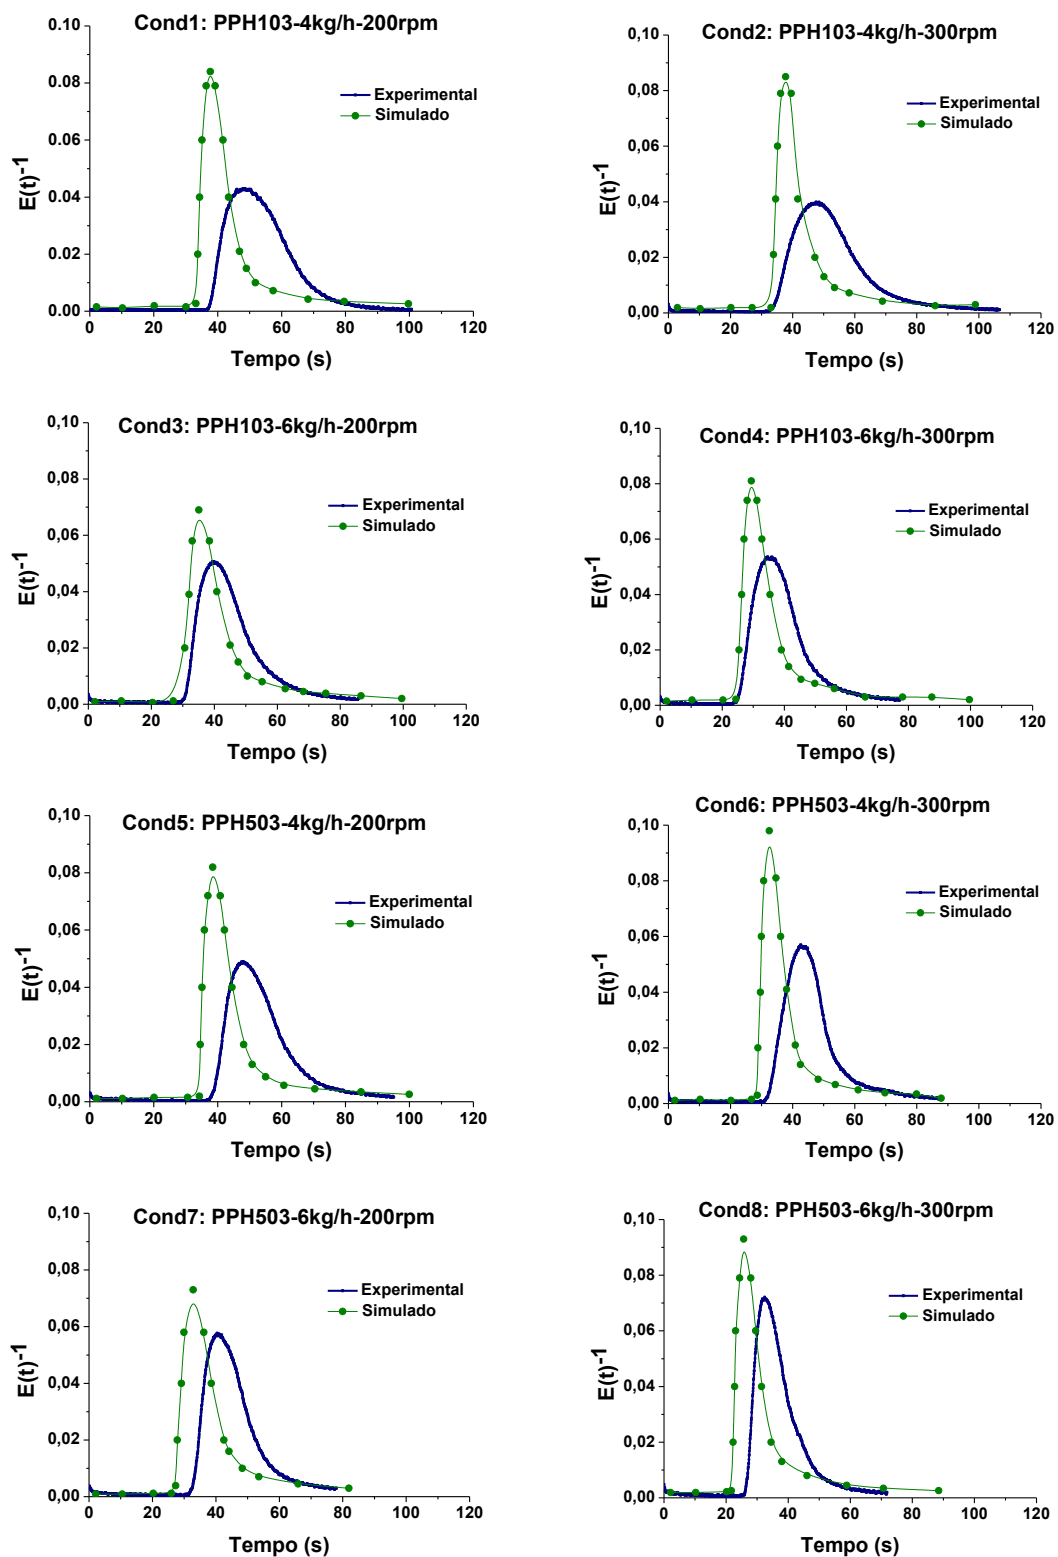 Cond1: PPH103-4kg/h-200rpm
0.10
0.08
0.06
0.04
0.02
0.00
E(t)-1
Experimental
Simulado
0 20 40 60 80 100 120
Tempo (s)
Cond2: PPH103-4kg/h-300rpm
0,10
0,08
0,06
0,04
0,02
0,00
E(t)-1
Experimental
Simulado
0 20 40 60 80 100 120
Tempo (s)
Cond3: PPH103-6kg/h-200rpm
0,10
0,08
0,06
0,04
0,02
0,00
E(t)-1
Experimental
Simulado
0 20 40 60 80 100 120
Tempo (s)
Cond4: PPH103-6kg/h-300rpm
0,10
0,08
0,06
0,04
0,02
0,00
E(t)-1
Experimental
Simulado
0 20 40 60 80 100 120
Tempo (s)
Cond5: PPH503-4kg/h-200rpm
0,10
0,08
0,06
0,04
0,02
0,00
E(t)-1
Experimental
Simulado
0 20 40 60 80 100 120
Tempo (s)
Cond6: PPH503-4kg/h-300rpm
0,10
0,08
0,06
0,04
0,02
0,00
E(t)-1
Experimental
Simulado
0 20 40 60 80 100 120
Tempo (s)
Cond7: PPH503-6kg/h-200rpm
0,10
0,08
0,06
0,04
0,02
0,00
E(t)-1
Experimental
Simulado
0 20 40 60 80 100 120
Tempo (s)
Cond8: PPH503-6kg/h-300rpm
0,10
0,08
0,06
0,04
0,02
0,00
E(t)-1
Experimental
Simulado
0 20 40 60 80 100 120
Tempo (s)